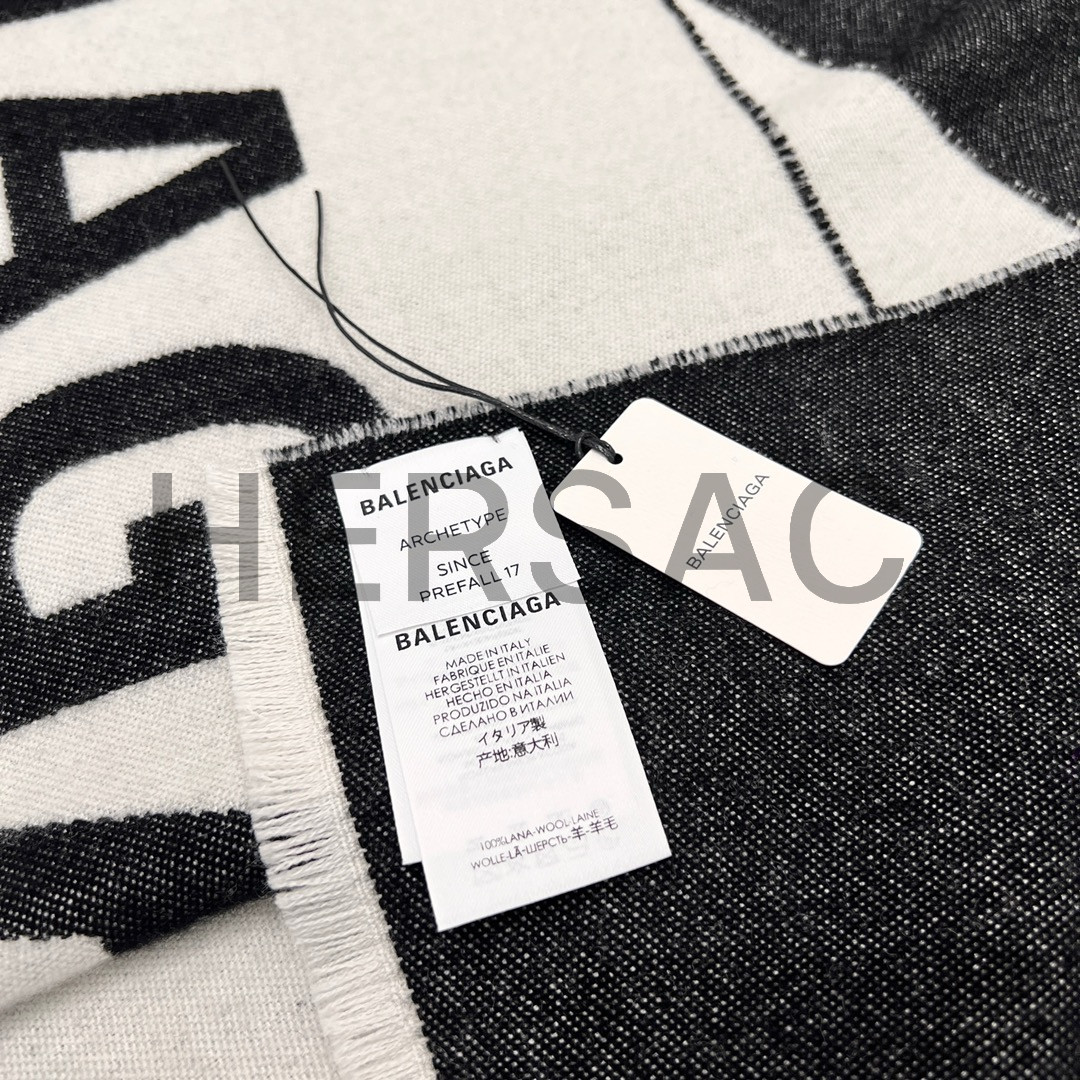 AG
BALENCIAGA
ARCHETYPE
SINCE
PREFALL 17
BALENCIAGA
MADE IN ITALY
FABRIQUE EN ITALIE
HERGESTELLT IN ITALIEN
HECHO EN ITALIA
PRODUZIDO NA ITALIA
СДЕЛАНО В ИТАЛИИ
イタリア製
产地:意大利
100%LANA-WOOL-LAINE
WOLLE-LÃ-ШЕРСТЬ-羊-羊毛
BALENCIAGA
HERSAC